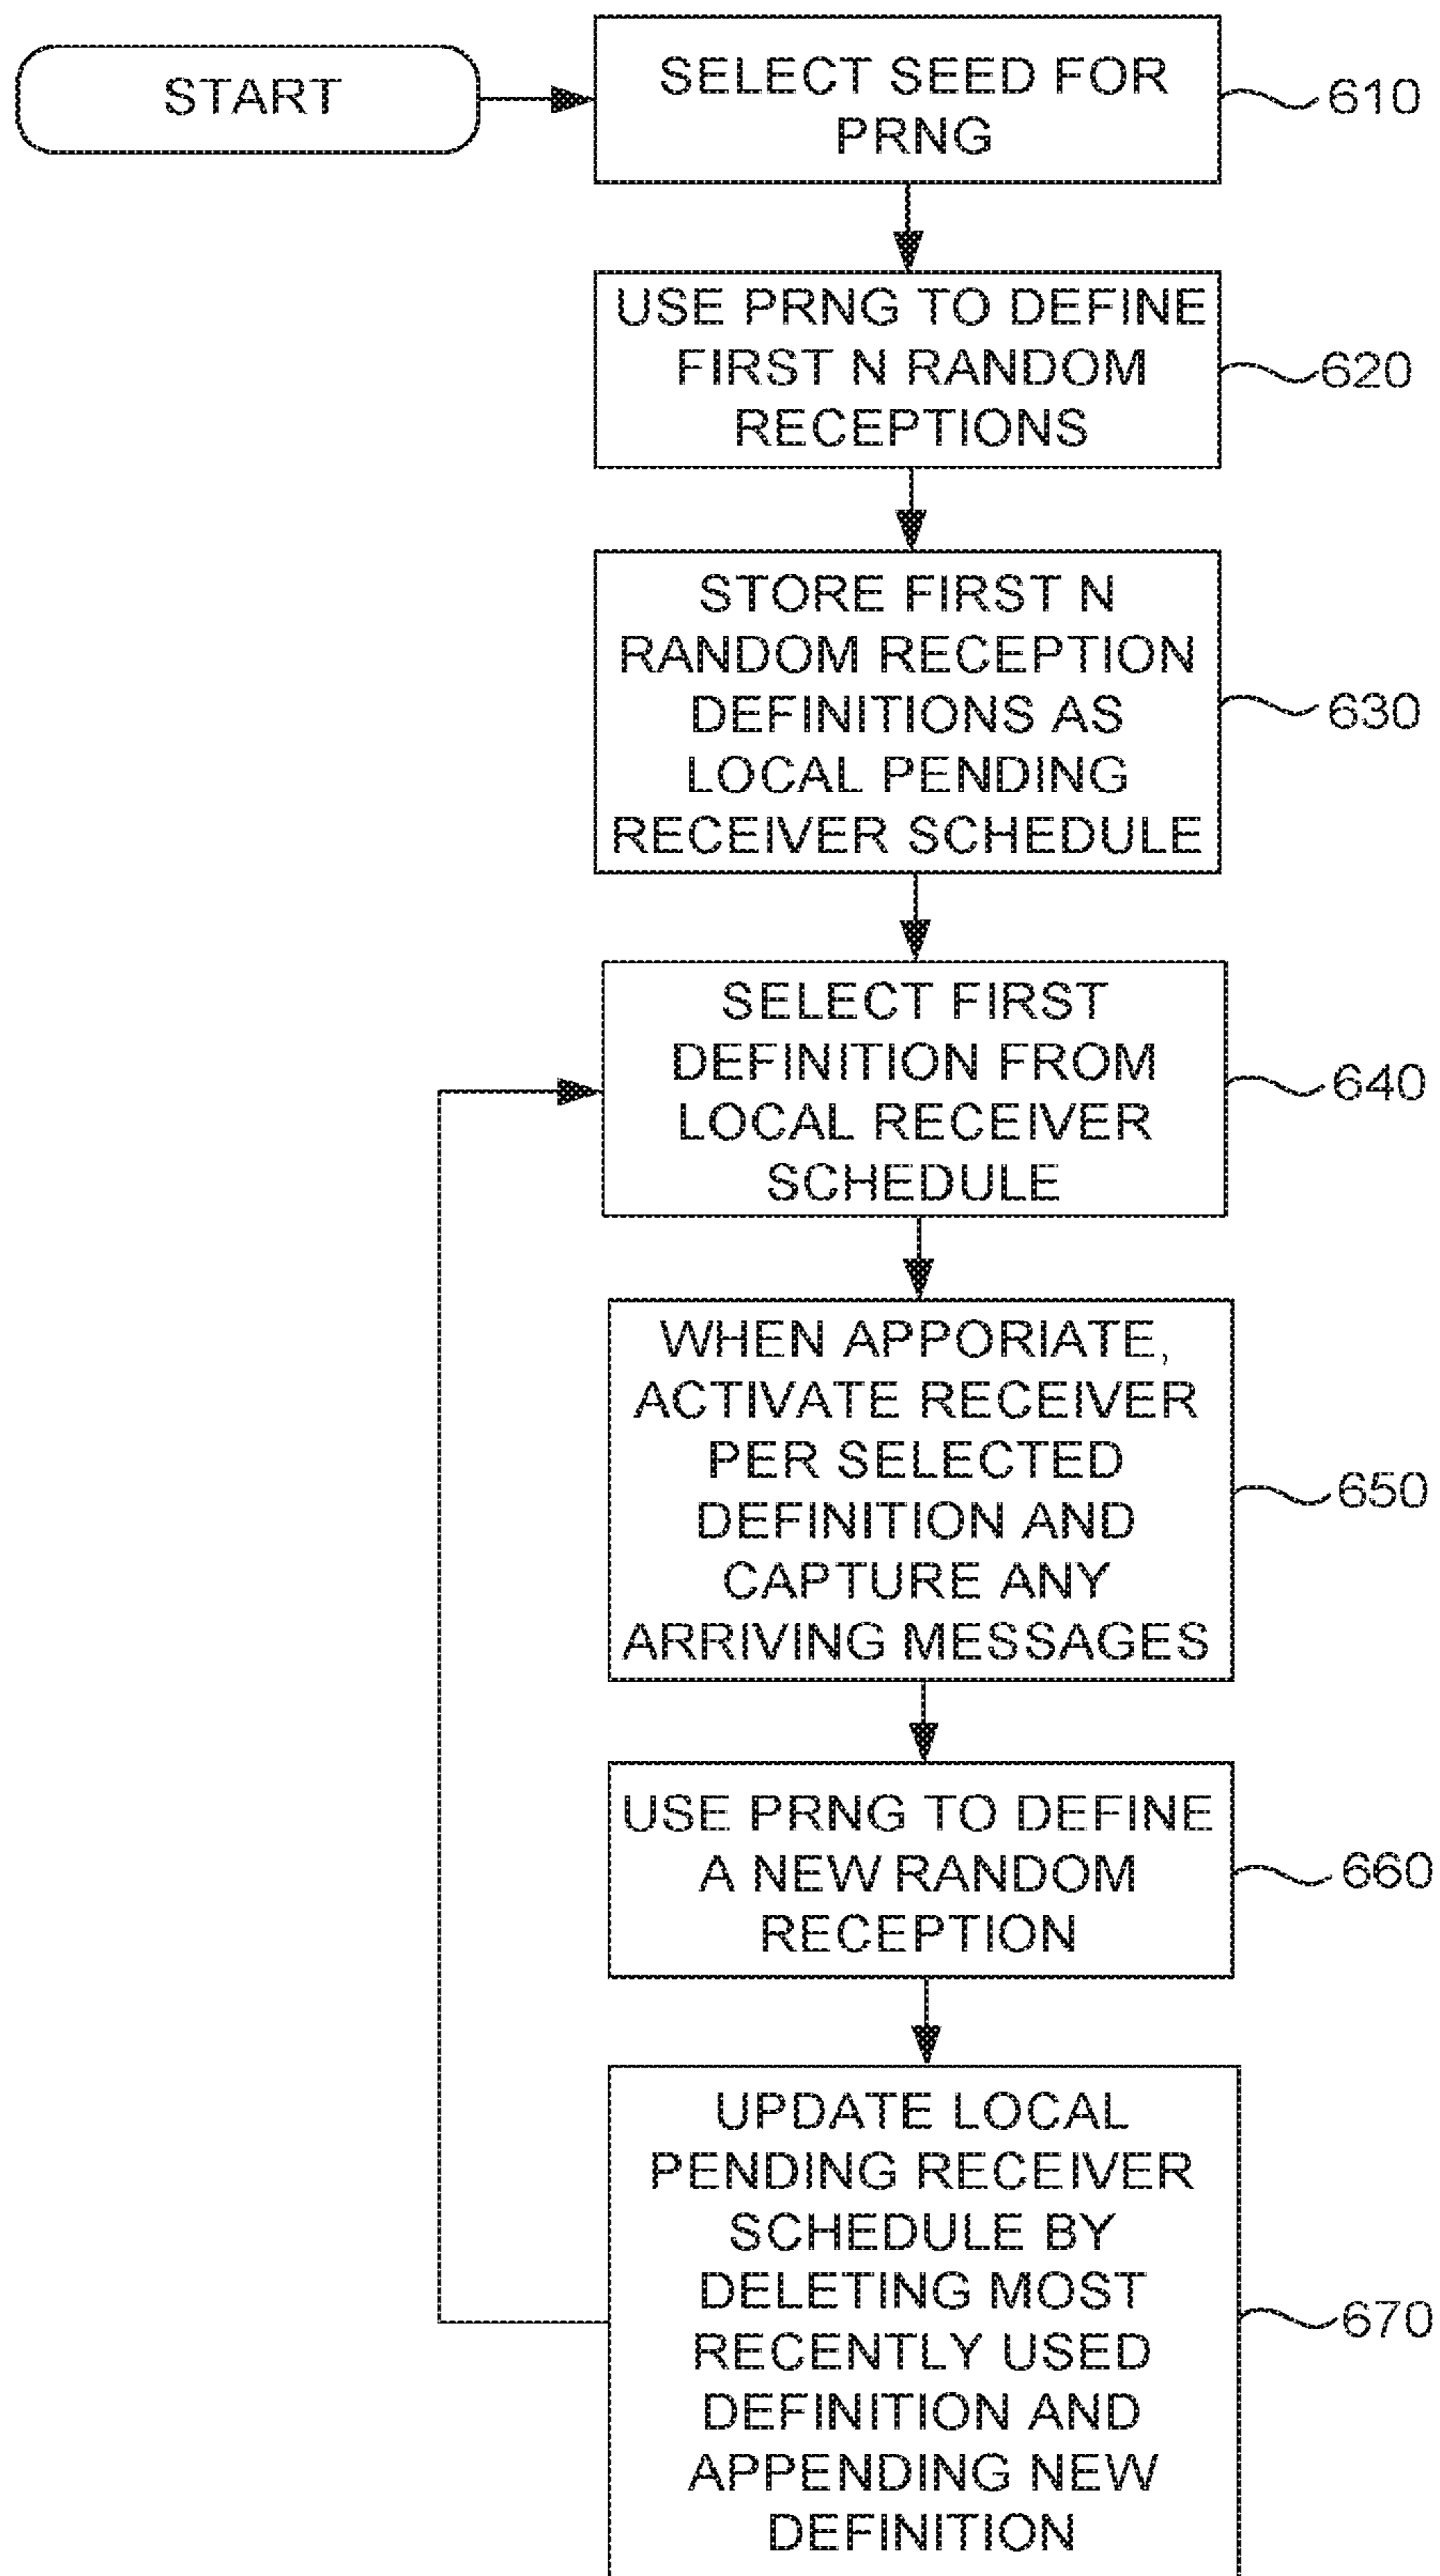 START
SELECT SEED FOR
PRNG
610
USE PRNG TO DEFINE
FIRST N RANDOM
RECEPTIONS
620
STORE FIRST N
RANDOM RECEPTION
DEFINITIONS AS
LOCAL PENDING
RECEIVER SCHEDULE
630
SELECT FIRST
DEFINITION FROM
LOCAL RECEIVER
SCHEDULE
640
WHEN APPORIATE,
ACTIVATE RECEIVER
PER SELECTED
DEFINITION AND
CAPTURE ANY
ARRIVING MESSAGES
650
USE PRNG TO DEFINE
A NEW RANDOM
RECEPTION
660
UPDATE LOCAL
PENDING RECEIVER
SCHEDULE BY
DELETING MOST
RECENTLY USED
DEFINITION AND
APPENDING NEW
DEFINITION
670